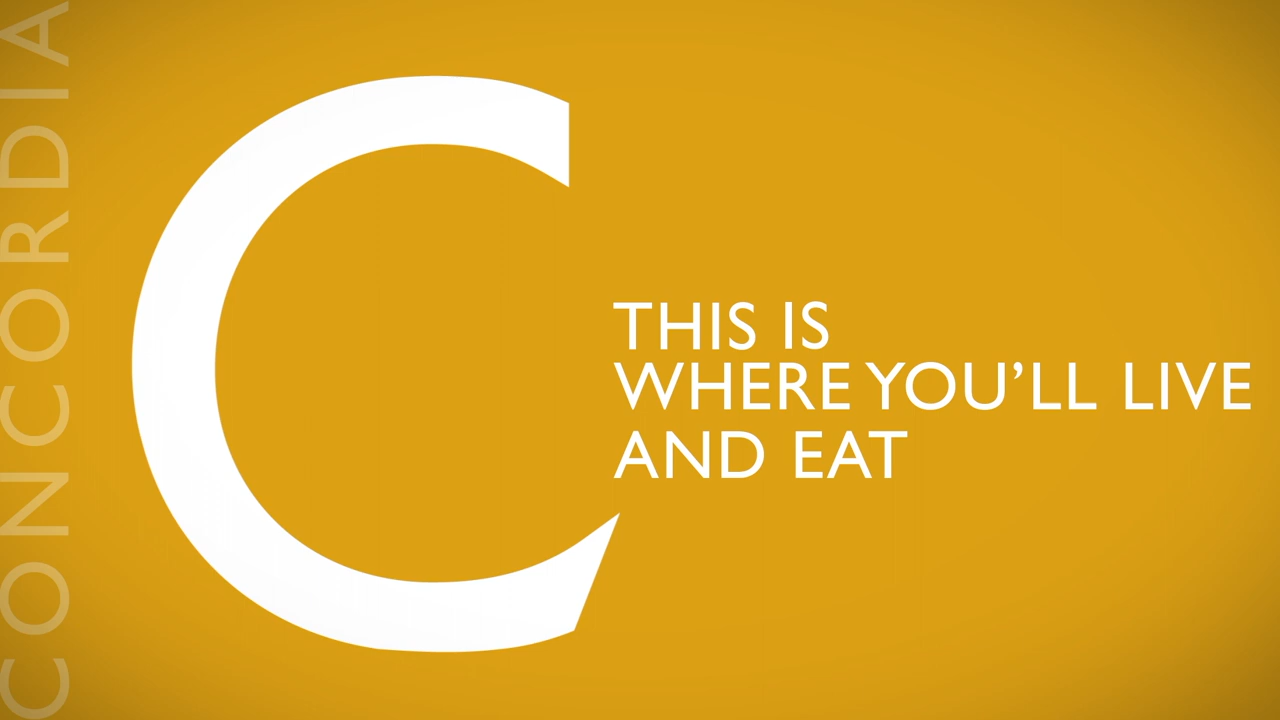 CONCORDIA
C
THIS IS
WHERE YOU’LL LIVE
AND EAT